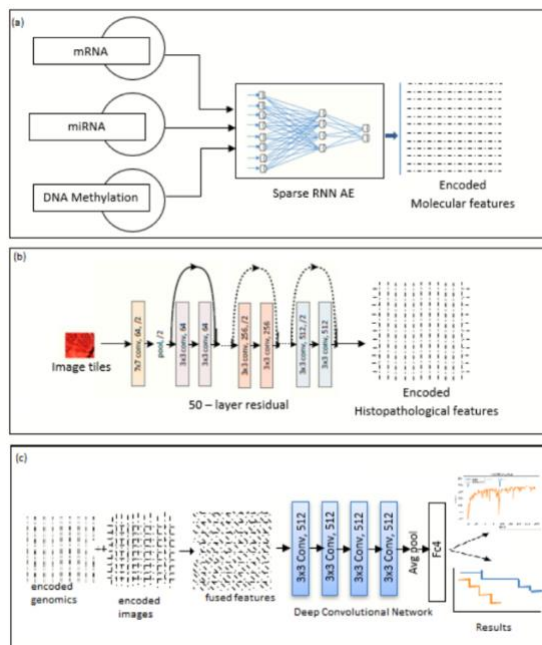 (a)
mRNA
miRNA
DNA Methylation
Sparse RNN AE
Encoded
Molecular features
(b)
Image tiles
7x7 conv, 64, /2
pool, /2
3x3 conv, 64
3x3 conv, 64
3x3 conv, 256, /2
3x3 conv, 256
3x3 conv, 512, /2
3x3 conv, 512
50 – layer residual
Encoded
Histopathological features
(c)
encoded
genomics
encoded
images
fused features
3x3 Conv, 512
3x3 Conv, 512
3x3 Conv, 512
3x3 Conv, 512
Avg pool
Fc4
Deep Convolutional Network
Results